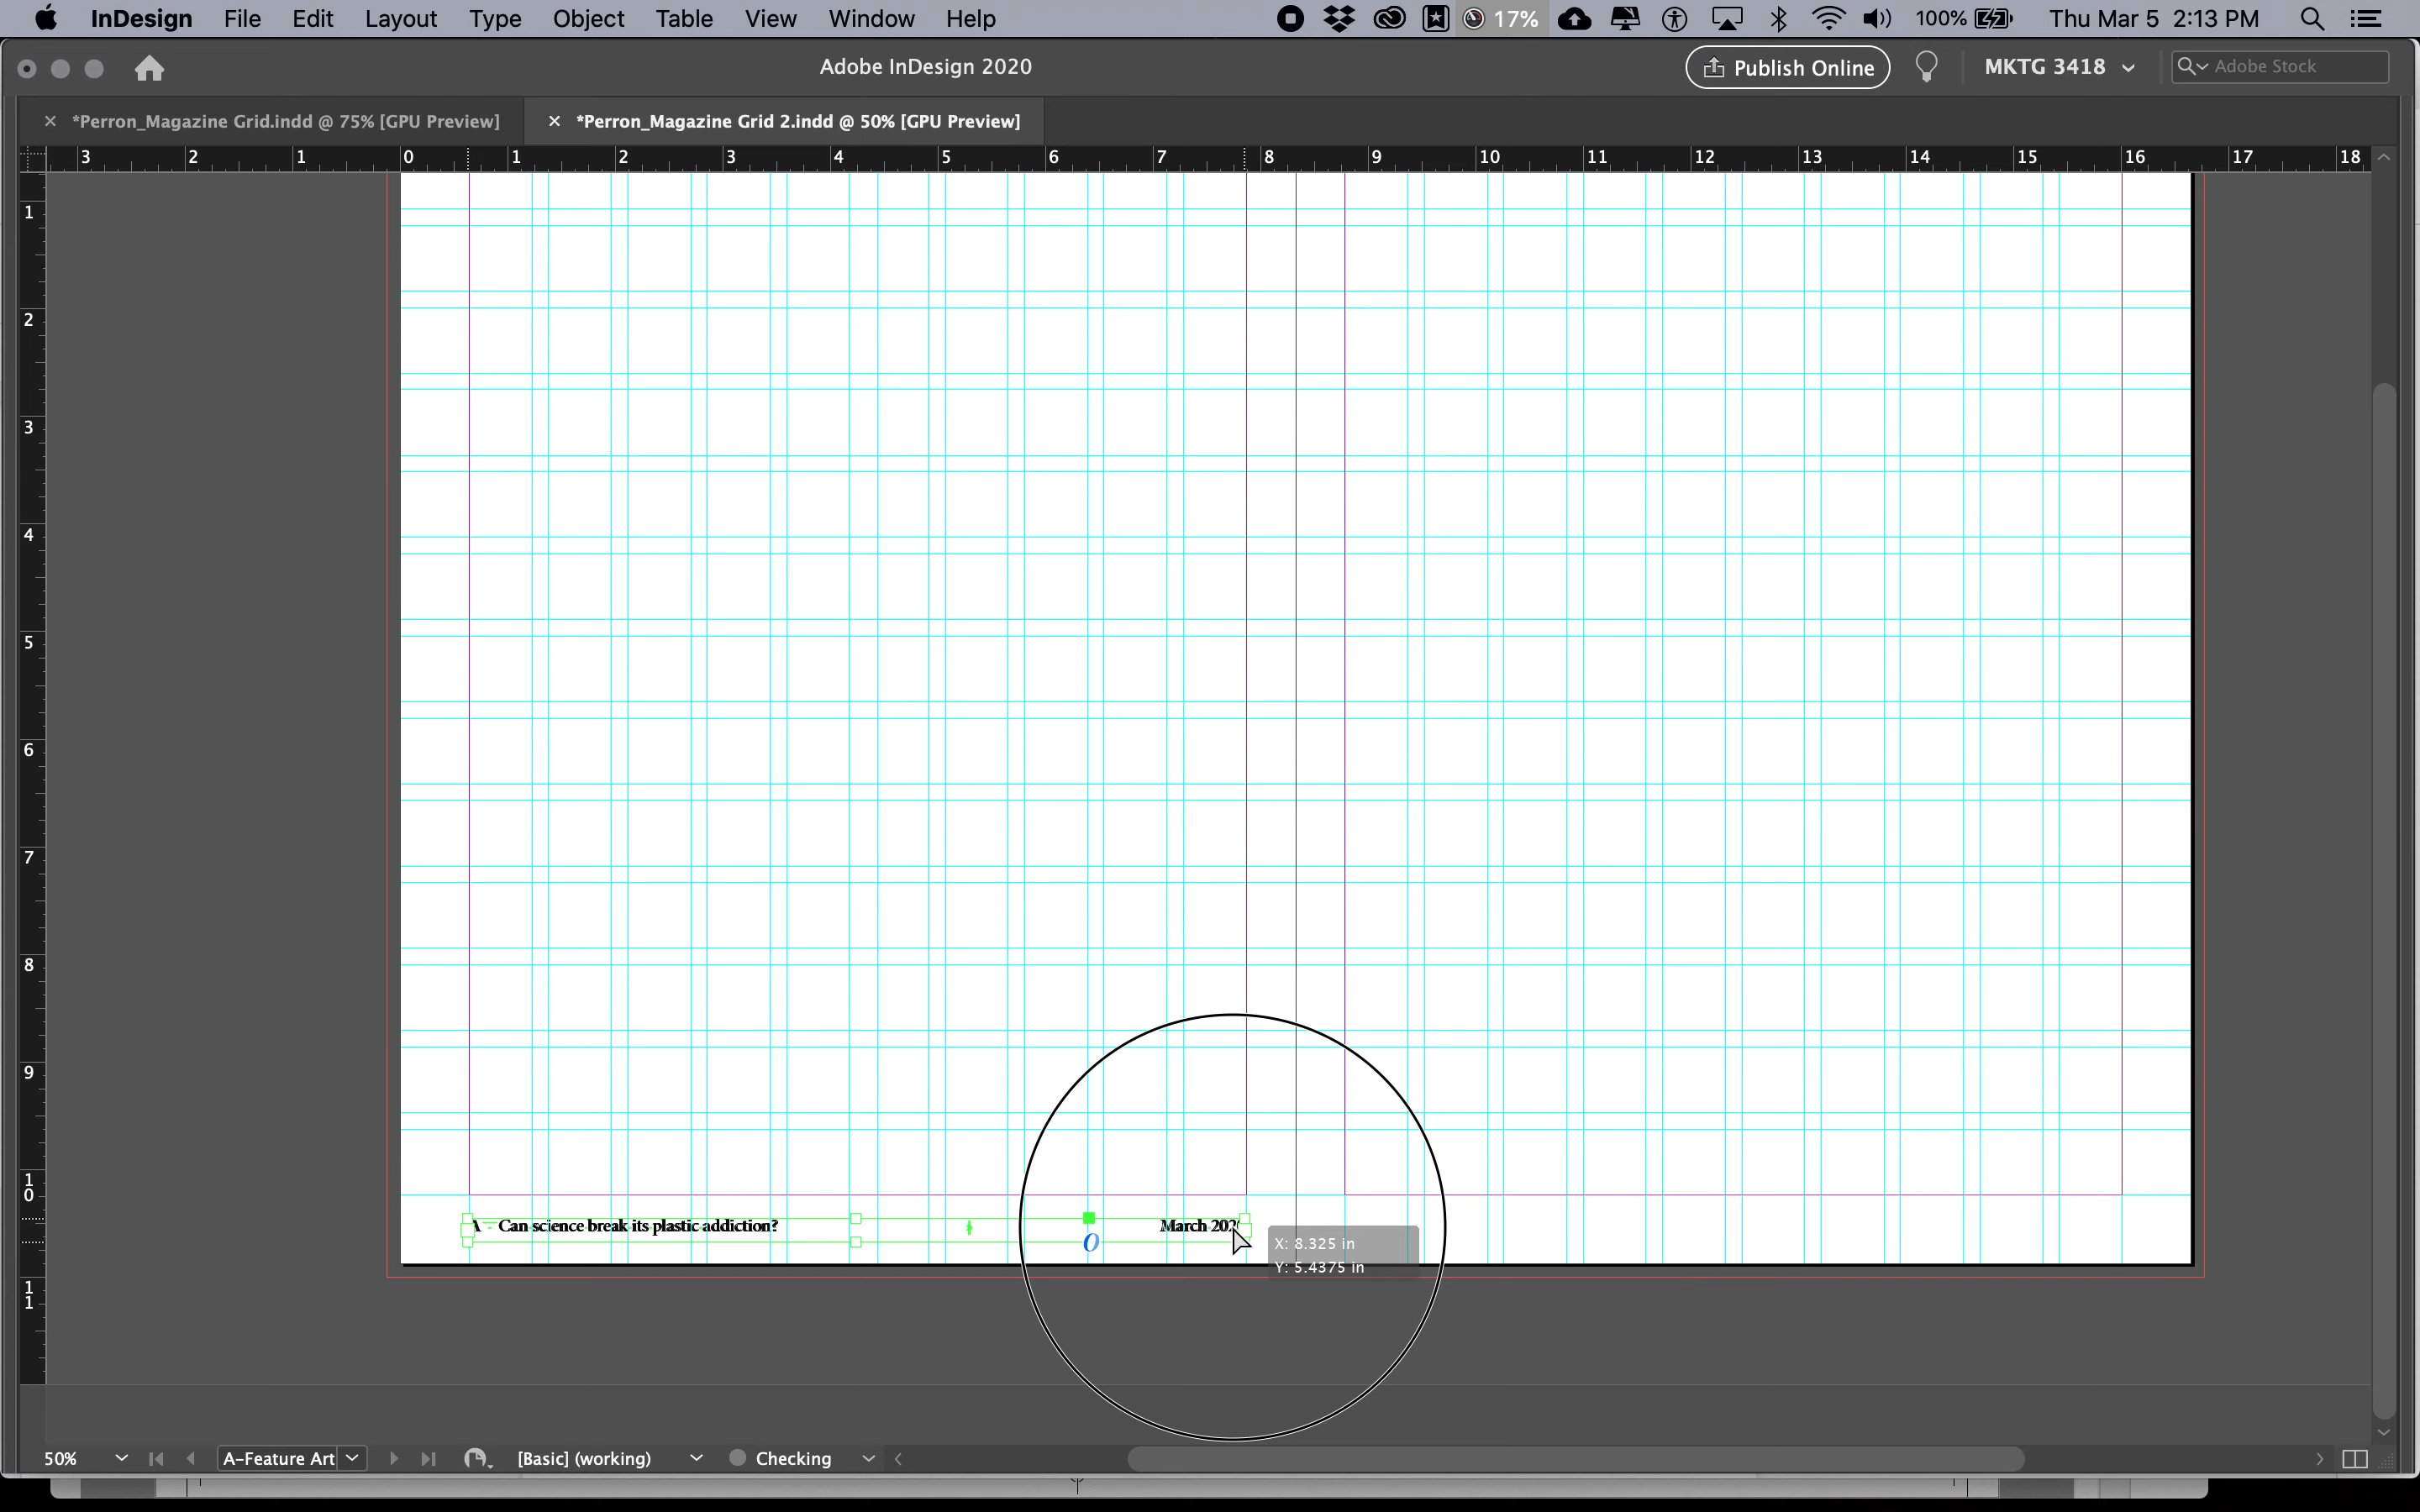 InDesign File Edit Layout Type Object Table View Window Help 17% 100% Thu Mar 5 2:13 PM
Adobe InDesign 2020 Publish Online MKTG 3418 Adobe Stock
*Perron_Magazine Grid.indd @ 75% [GPU Preview] *Perron_Magazine Grid 2.indd @ 50% [GPU Preview]
3 2 1 0 1 2 3 4 5 6 7 8 9 10 11 12 13 14 15 16 17 18
1
2
3
4
5
6
7
8
9
10
A - Can science break its plastic addiction? March
X: 8.325 in
Y: 5.4375 in
11
50% A-Feature Art [Basic] (working) Checking